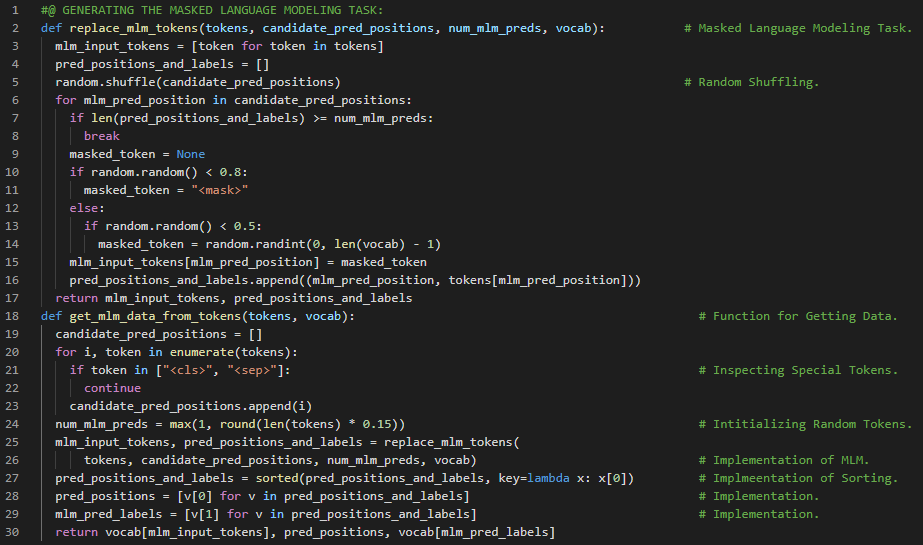 1 #@ GENERATING THE MASKED LANGUAGE MODELING TASK:
2 def replace_mlm_tokens(tokens, candidate_pred_positions, num_mlm_preds, vocab): # Masked Language Modeling Task.
3 mlm_input_tokens = [token for token in tokens]
4 pred_positions_and_labels = []
5 random.shuffle(candidate_pred_positions) # Random Shuffling.
6 for mlm_pred_position in candidate_pred_positions:
7 if len(pred_positions_and_labels) >= num_mlm_preds:
8 break
9 masked_token = None
10 if random.random() < 0.8:
11 masked_token = "<mask>"
12 else:
13 if random.random() < 0.5:
14 masked_token = random.randint(0, len(vocab) - 1)
15 mlm_input_tokens[mlm_pred_position] = masked_token
16 pred_positions_and_labels.append((mlm_pred_position, tokens[mlm_pred_position]))
17 return mlm_input_tokens, pred_positions_and_labels
18 def get_mlm_data_from_tokens(tokens, vocab): # Function for Getting Data.
19 candidate_pred_positions = []
20 for i, token in enumerate(tokens):
21 if token in ["<cls>", "<sep>"]: # Inspecting Special Tokens.
22 continue
23 candidate_pred_positions.append(i)
24 num_mlm_preds = max(1, round(len(tokens) * 0.15)) # Intitializing Random Tokens.
25 mlm_input_tokens, pred_positions_and_labels = replace_mlm_tokens(
26 tokens, candidate_pred_positions, num_mlm_preds, vocab) # Implementation of MLM.
27 pred_positions_and_labels = sorted(pred_positions_and_labels, key=lambda x: x[0]) # Implmeentation of Sorting.
28 pred_positions = [v[0] for v in pred_positions_and_labels] # Implementation.
29 mlm_pred_labels = [v[1] for v in pred_positions_and_labels] # Implementation.
30 return vocab[mlm_input_tokens], pred_positions, vocab[mlm_pred_labels]